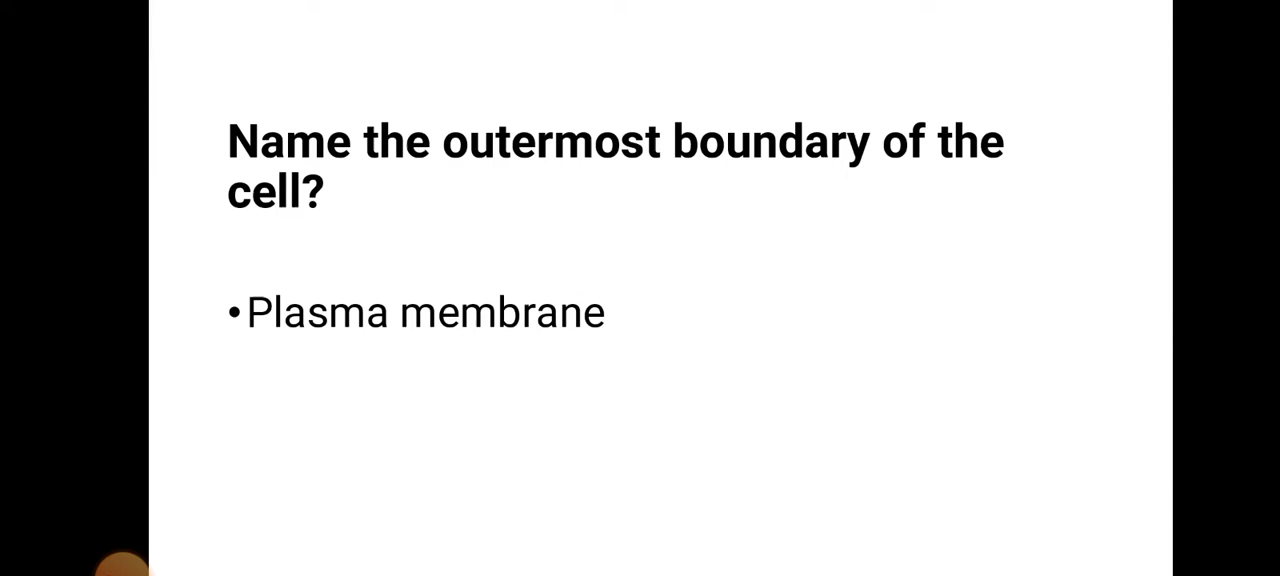 Name the outermost boundary of the
cell?
•Plasma membrane